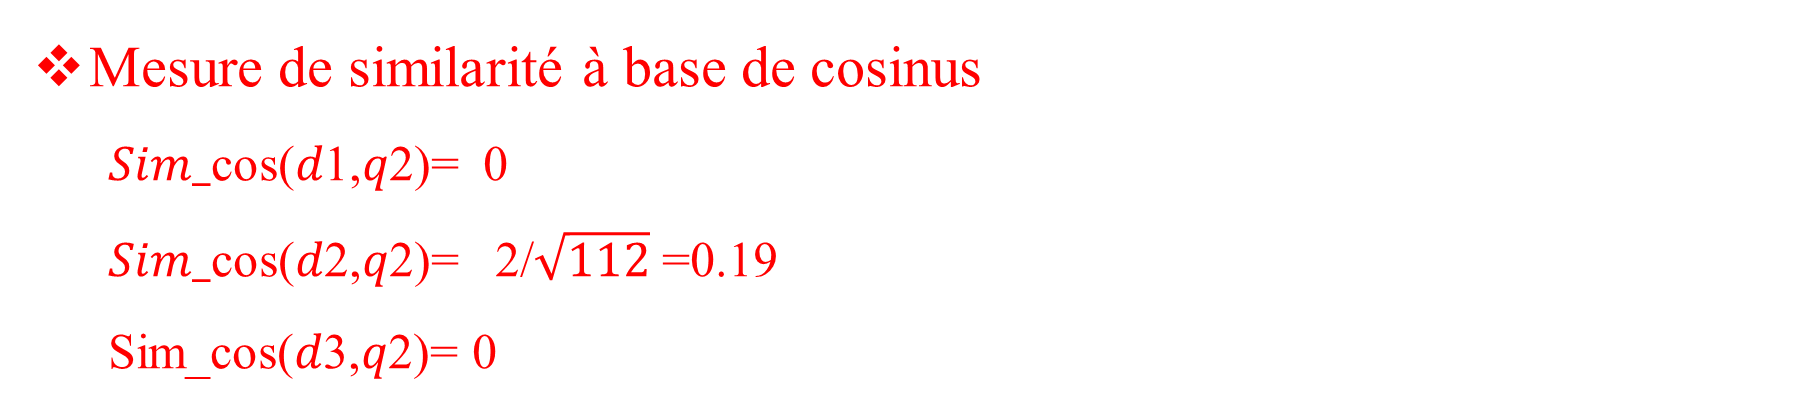 ❖ Mesure de similarité à base de cosinus
Sim_cos(d1,q2)= 0
Sim_cos(d2,q2)= 2/√112 =0.19
Sim_cos(d3,q2)= 0